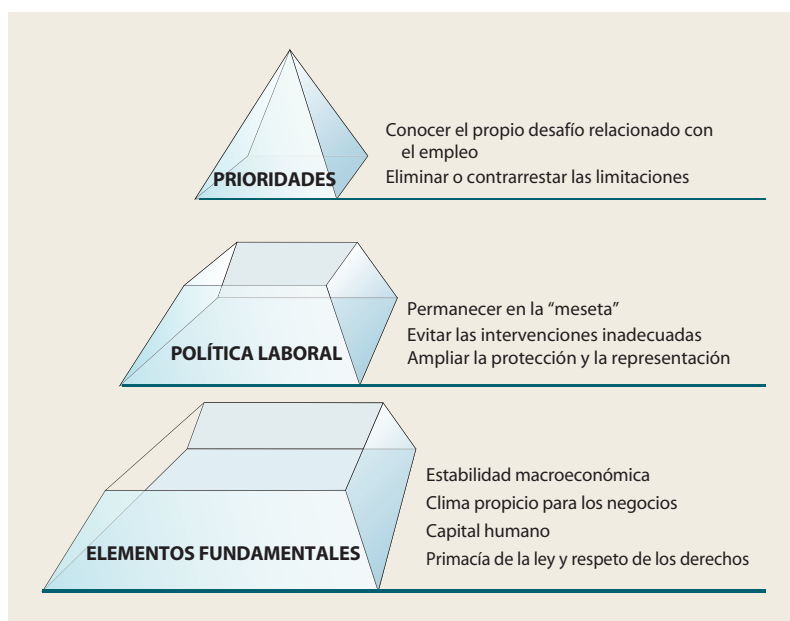 Conocer el propio desafío relacionado con
el empleo
Eliminar o contrarrestar las limitaciones
PRIORIDADES
Permanecer en la “meseta”
Evitar las intervenciones inadecuadas
Ampliar la protección y la representación
POLÍTICA LABORAL
Estabilidad macroeconómica
Clima propicio para los negocios
Capital humano
Primacía de la ley y respeto de los derechos
ELEMENTOS FUNDAMENTALES